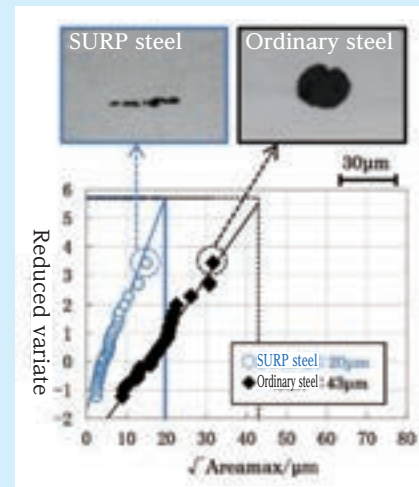 SURP steel
Ordinary steel
30μm
Reduced variate
6
5
4
3
2
1
0
-1
-2
SURP steel : 20μm
Ordinary steel : 43μm
0 10 20 30 40 50 60 70 80
√Areamax/μm